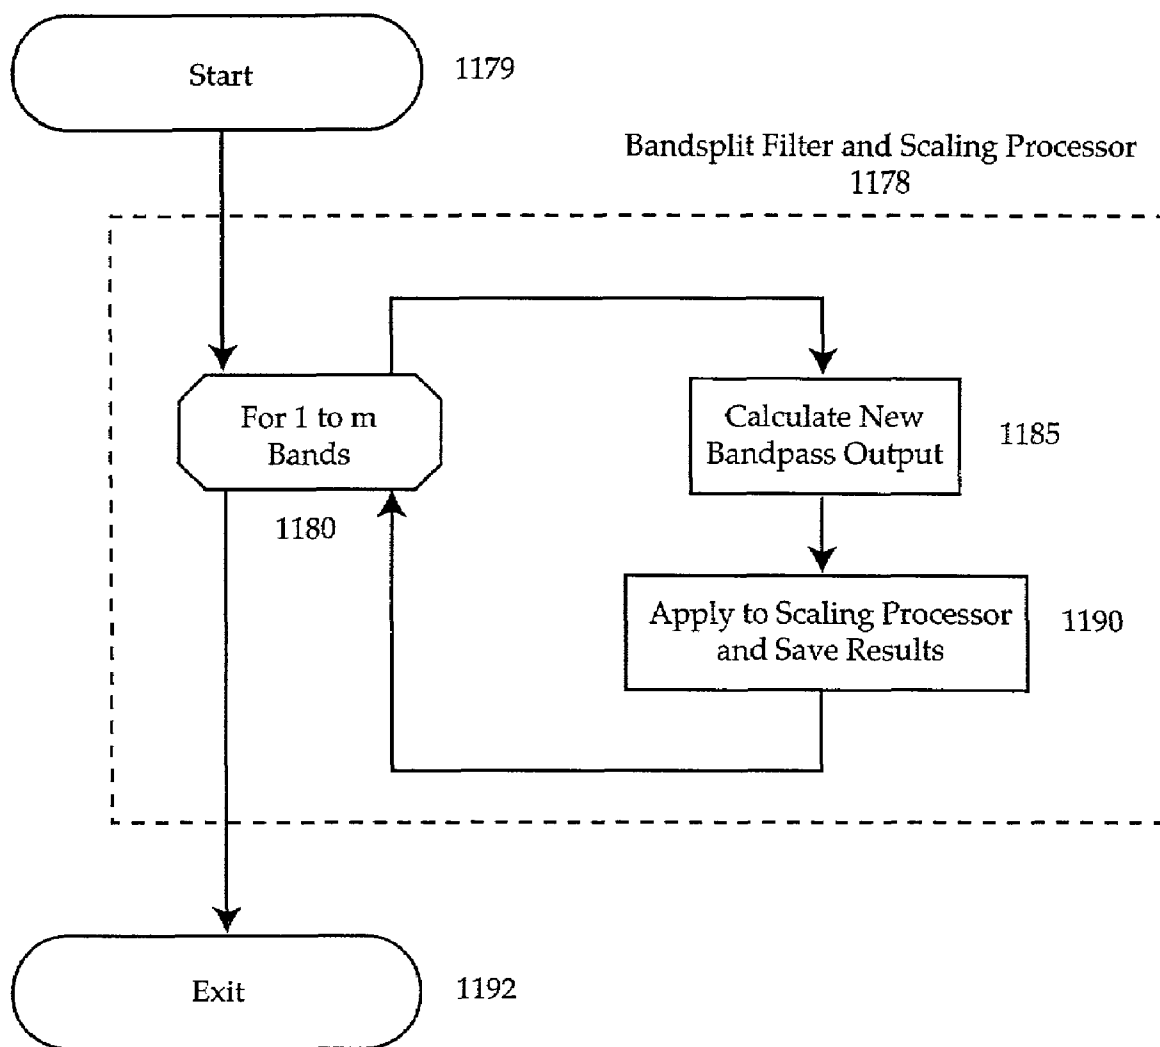 Start
1179
Bandsplit Filter and Scaling Processor
1178
For 1 to m
Bands
1180
Calculate New
Bandpass Output
1185
Apply to Scaling Processor
and Save Results
1190
Exit
1192